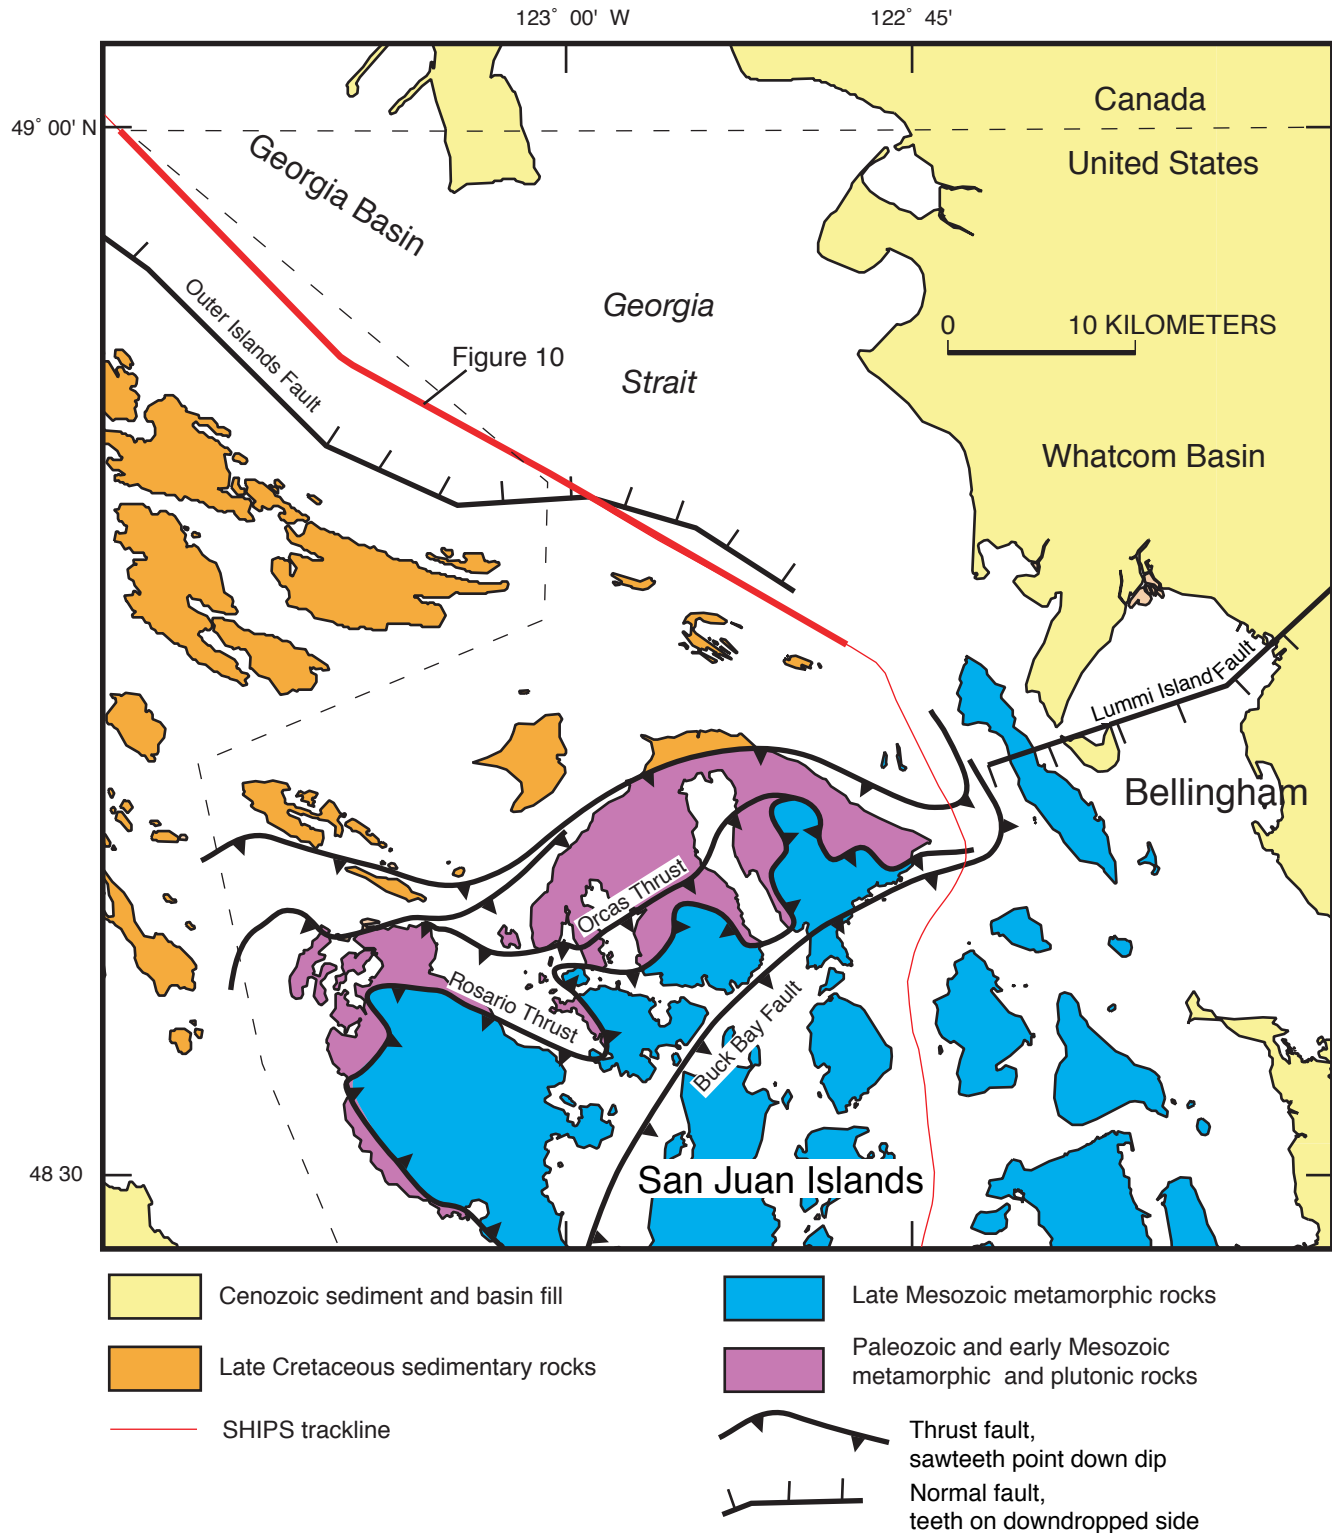 123° 00' W
122° 45'
49° 00' N
Canada
United States
Georgia Basin
Georgia
Strait
0 10 KILOMETERS
Outer Islands Fault
Figure 10
Whatcom Basin
Lummi Island Fault
Bellingham
Orcas Thrust
Rosario Thrust
Buck Bay Fault
48 30
San Juan Islands
Cenozoic sediment and basin fill
Late Cretaceous sedimentary rocks
SHIPS trackline
Late Mesozoic metamorphic rocks
Paleozoic and early Mesozoic
metamorphic and plutonic rocks
Thrust fault,
sawteeth point down dip
Normal fault,
teeth on downdropped side